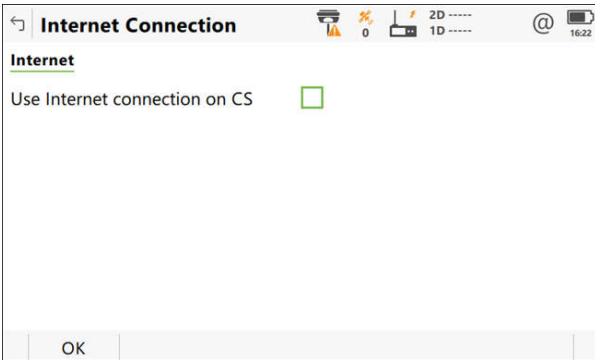 Internet Connection
0
2D -----
1D -----
@
16:22
Internet
Use Internet connection on CS
OK